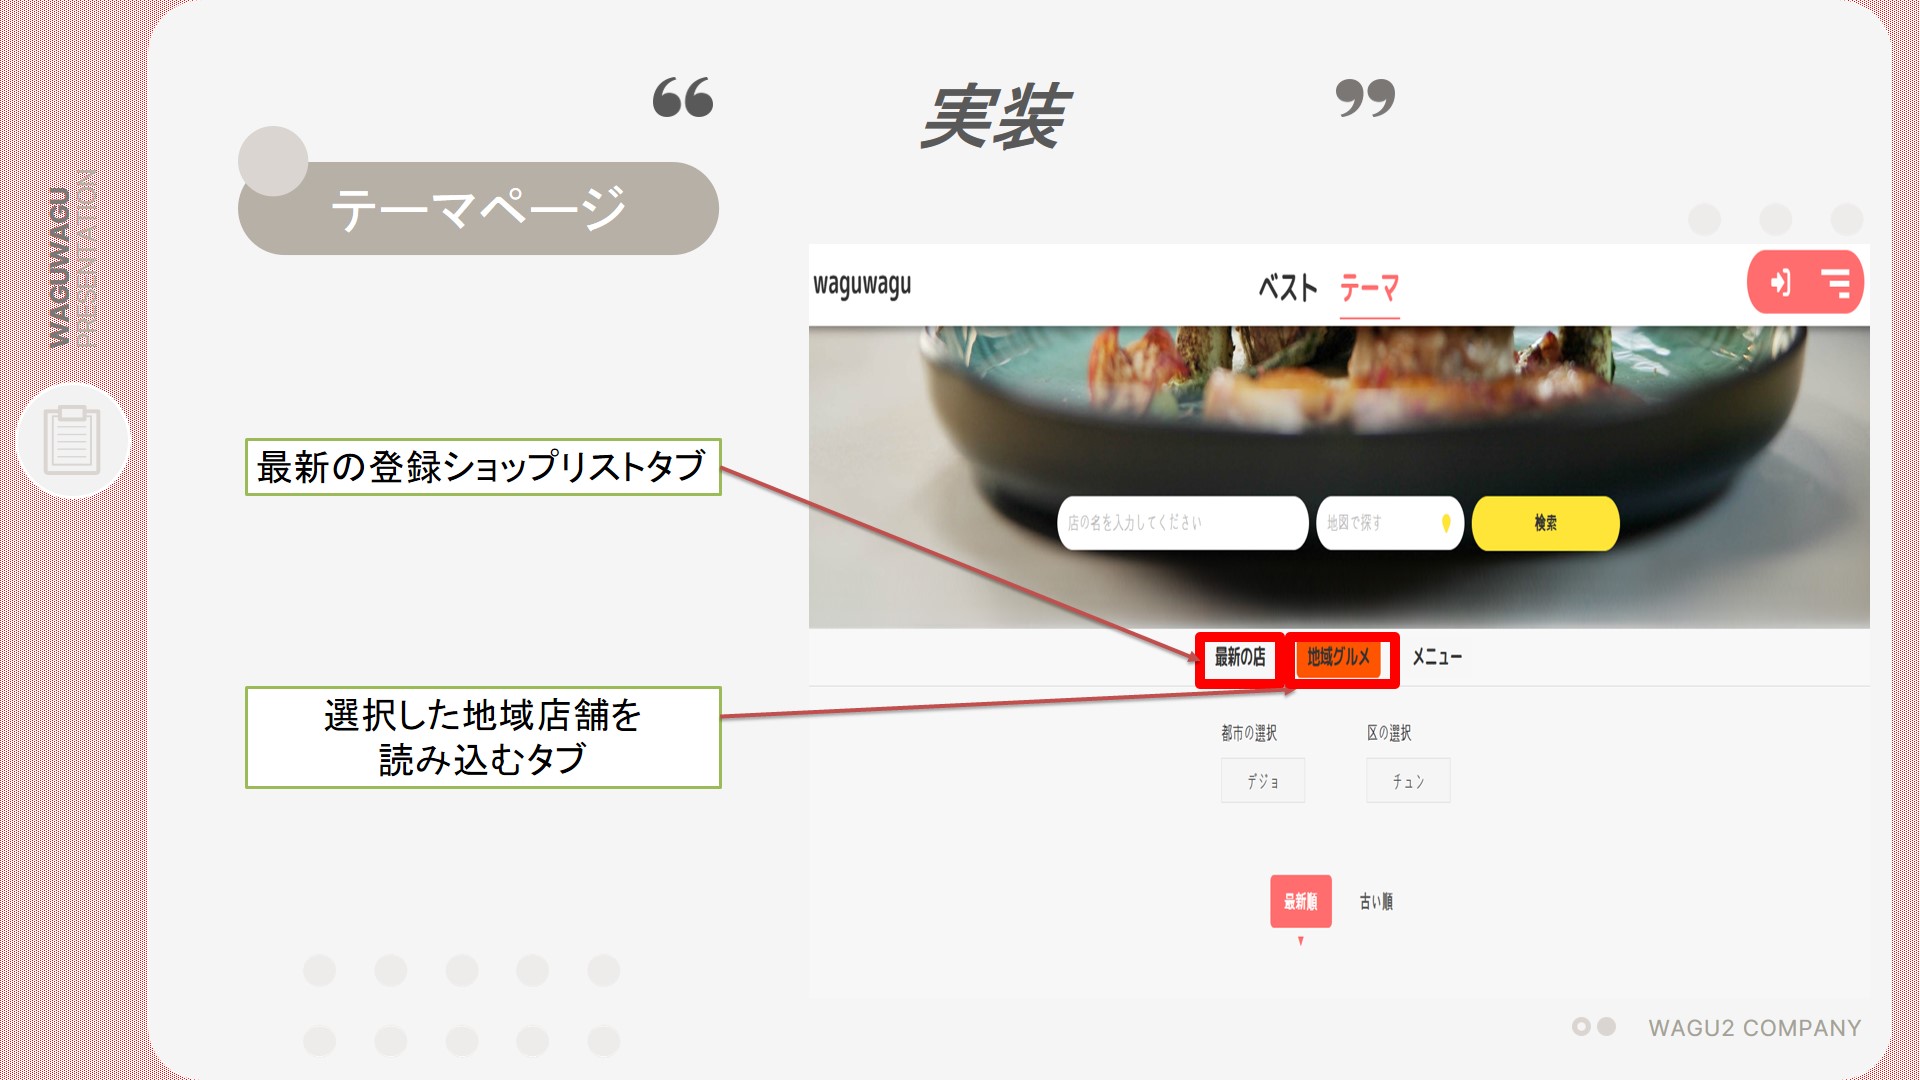 “ 実装 ”
WAGUWAGU
PRESENTATION
テーマページ
waguwagu
ベスト テーマ
最新の登録ショップリストタブ
店の名を入力してください 地図で探す 検索
最新の店 地域グルメ メニュー
選択した地域店舗を
読み込むタブ
都市の選択 区の選択
デジョ チュン
最新順 古い順
WAGU2 COMPANY